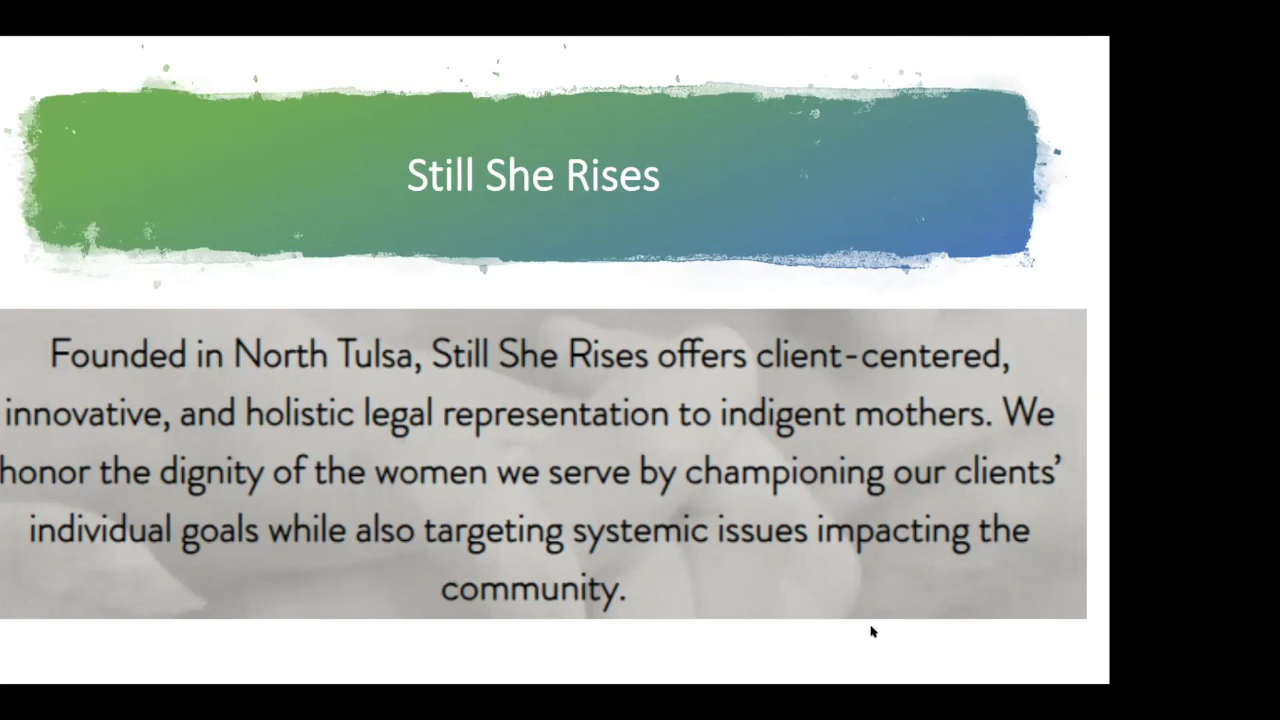 Still She Rises
Founded in North Tulsa, Still She Rises offers client-centered,
innovative, and holistic legal representation to indigent mothers. We
honor the dignity of the women we serve by championing our clients’
individual goals while also targeting systemic issues impacting the
community.